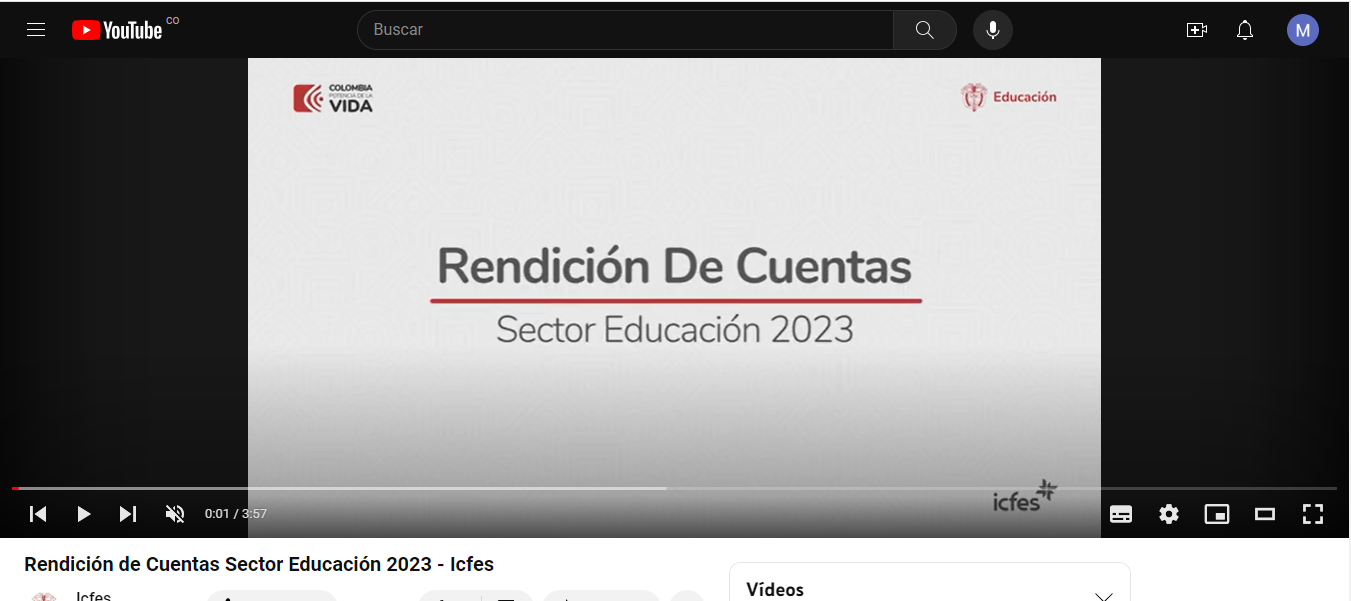 YouTube CO
Buscar
M
COLOMBIA
POTENCIA DE LA
VIDA
Educación
Rendición De Cuentas
Sector Educación 2023
icfes
0:01 / 3:57
Rendición de Cuentas Sector Educación 2023 - Icfes
Icfes
Vídeos